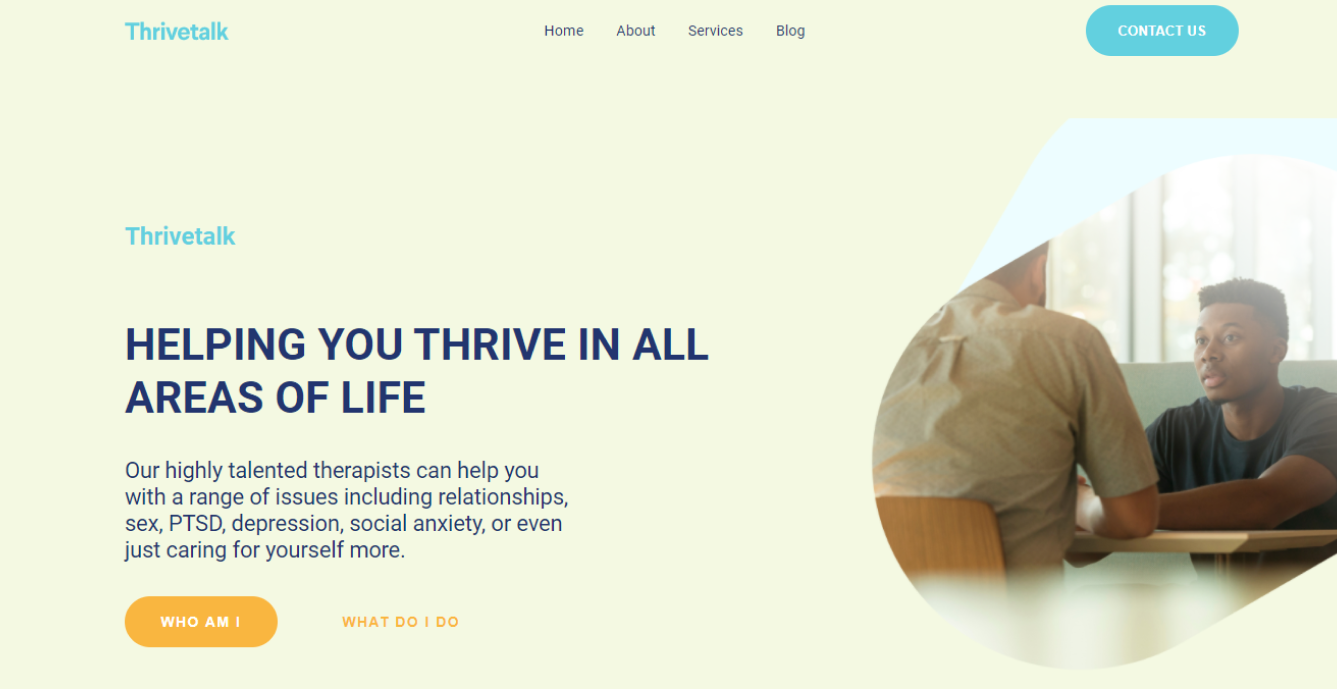 Thrivetalk
Home
About
Services
Blog
CONTACT US
Thrivetalk
HELPING YOU THRIVE IN ALL
AREAS OF LIFE
Our highly talented therapists can help you
with a range of issues including relationships,
sex, PTSD, depression, social anxiety, or even
just caring for yourself more.
WHO AM I
WHAT DO I DO